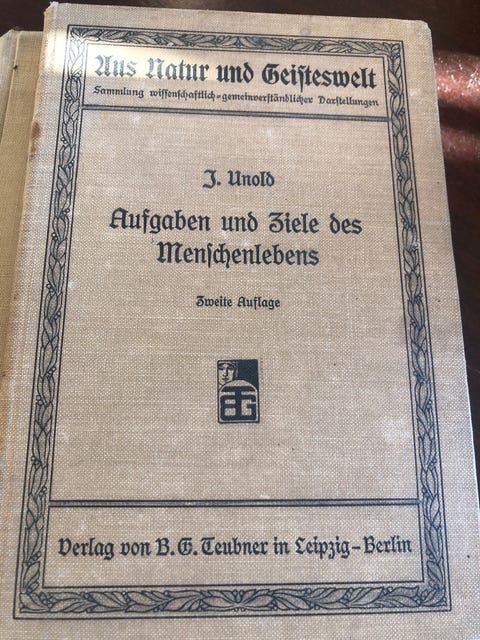 Aus Natur und Geisteswelt
Sammlung wissenschaftlich-gemeinverständlicher Darstellungen
J. Unold
Aufgaben und Ziele des
Menschenlebens
Zweite Auflage
BTG
Verlag von B. G. Teubner in Leipzig-Berlin